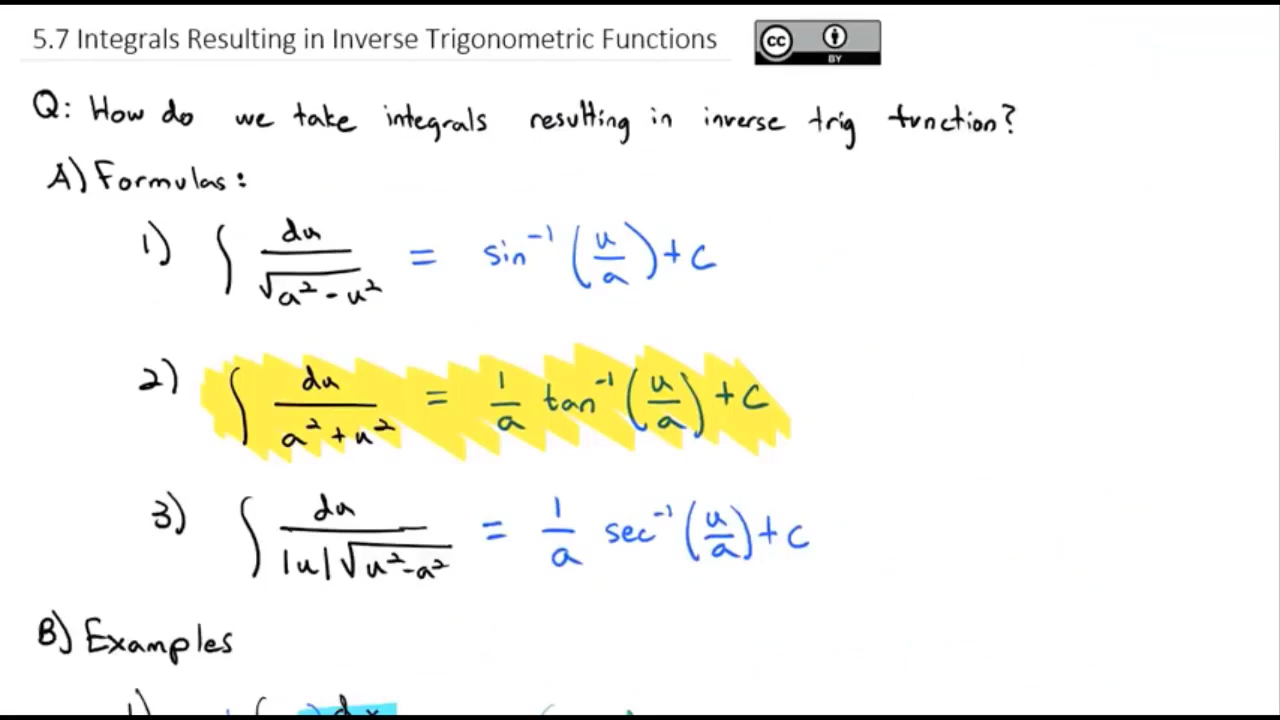 5.7 Integrals Resulting in Inverse Trigonometric Functions
cc BY
Q: How do we take integrals resulting in inverse trig function?
A) Formulas:
1) ∫ du / √(a² - u²) = sin⁻¹ (u/a) + c
2) ∫ du / (a² + u²) = 1/a tan⁻¹ (u/a) + c
3) ∫ du / (|u| √(u² - a²)) = 1/a sec⁻¹ (u/a) + c
B) Examples